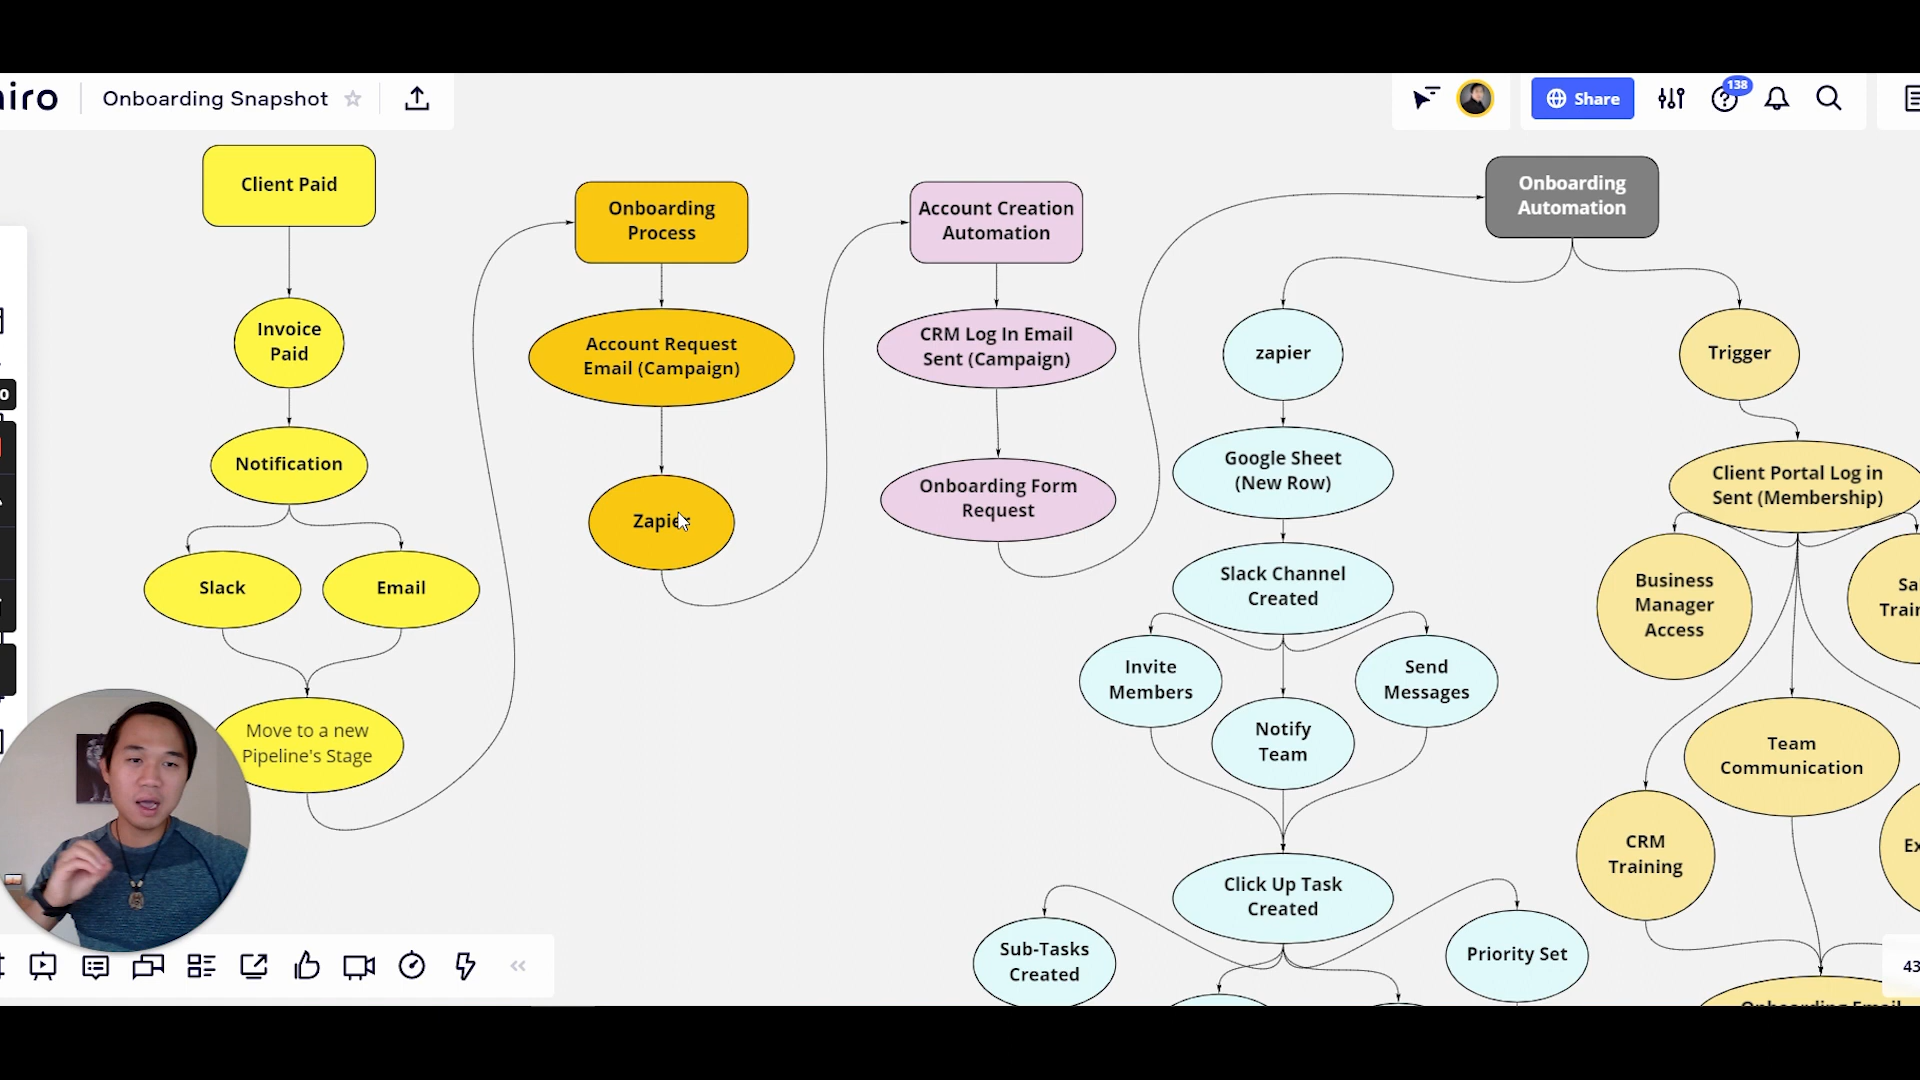 miro
Onboarding Snapshot
Share
138
Client Paid
Invoice
Paid
Notification
Slack
Email
Move to a new
Pipeline's Stage
Onboarding
Process
Account Request
Email (Campaign)
Zapier
Account Creation
Automation
CRM Log In Email
Sent (Campaign)
Onboarding Form
Request
Onboarding
Automation
zapier
Google Sheet
(New Row)
Slack Channel
Created
Invite
Members
Notify
Team
Send
Messages
Click Up Task
Created
Sub-Tasks
Created
Priority Set
Trigger
Client Portal Log in
Sent (Membership)
Business
Manager
Access
Team
Communication
CRM
Training
Onboarding Email
43